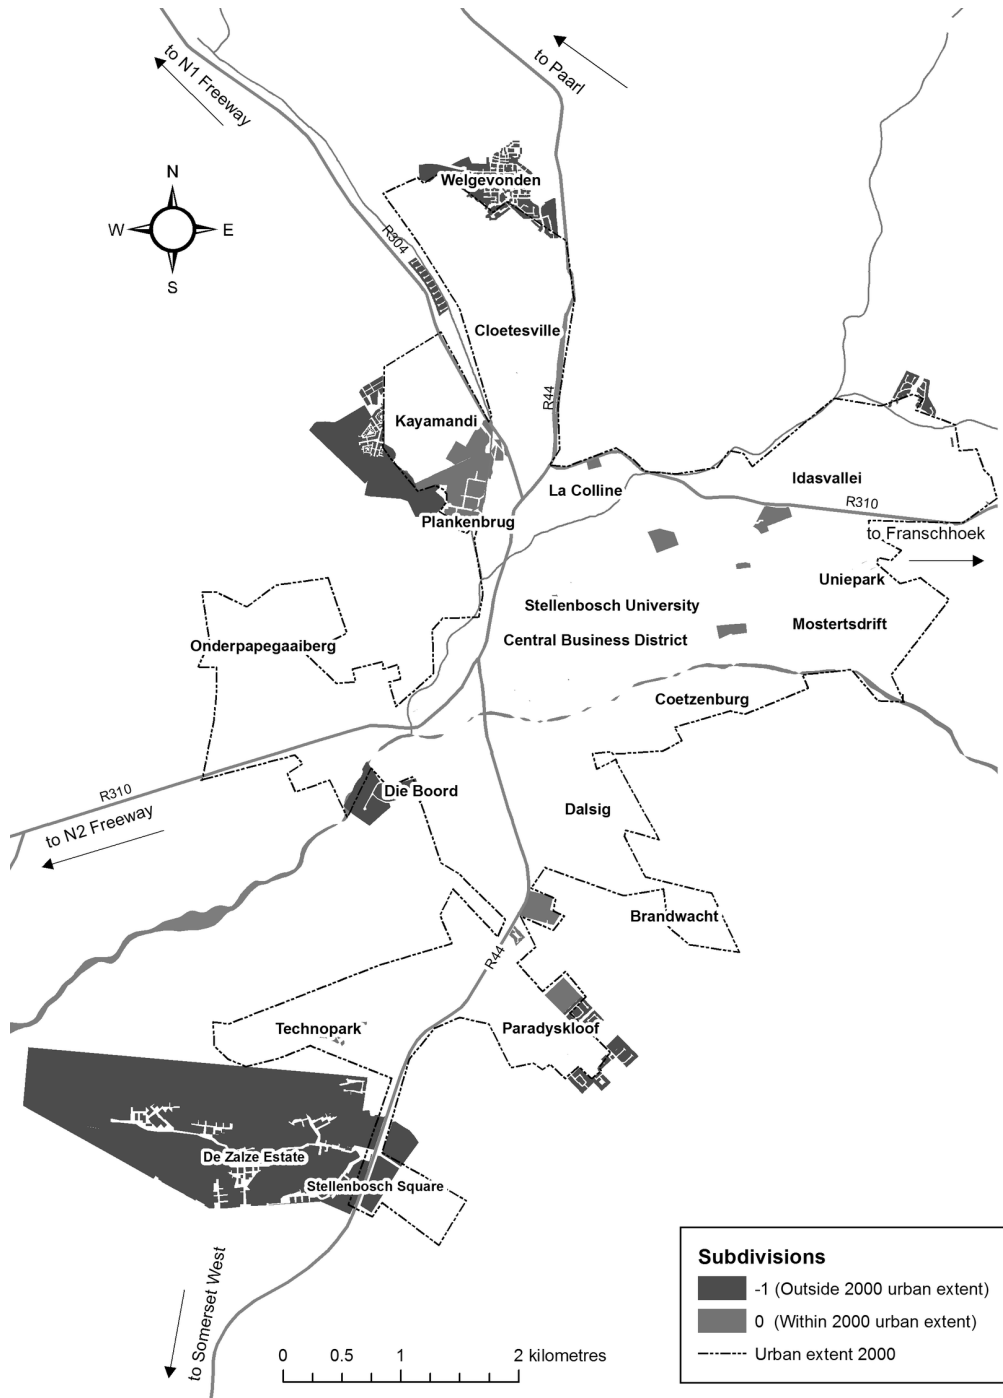 to N1 Freeway
to Paarl
N
W
E
S
Welgevonden
R304
Cloetesville
R44
Kayamandi
La Colline
Idasvallei
R310
Plankenbrug
to Franschhoek
Uniepark
Stellenbosch University
Mostertsdrift
Central Business District
Onderpapegaaiberg
Coetzenburg
R310
to N2 Freeway
Die Boord
Dalsig
Brandwacht
R44
Technopark
Paradyskloof
De Zalze Estate
Stellenbosch Square
to Somerset West
Subdivisions
-1 (Outside 2000 urban extent)
0 (Within 2000 urban extent)
Urban extent 2000
0 0.5 1 2 kilometres